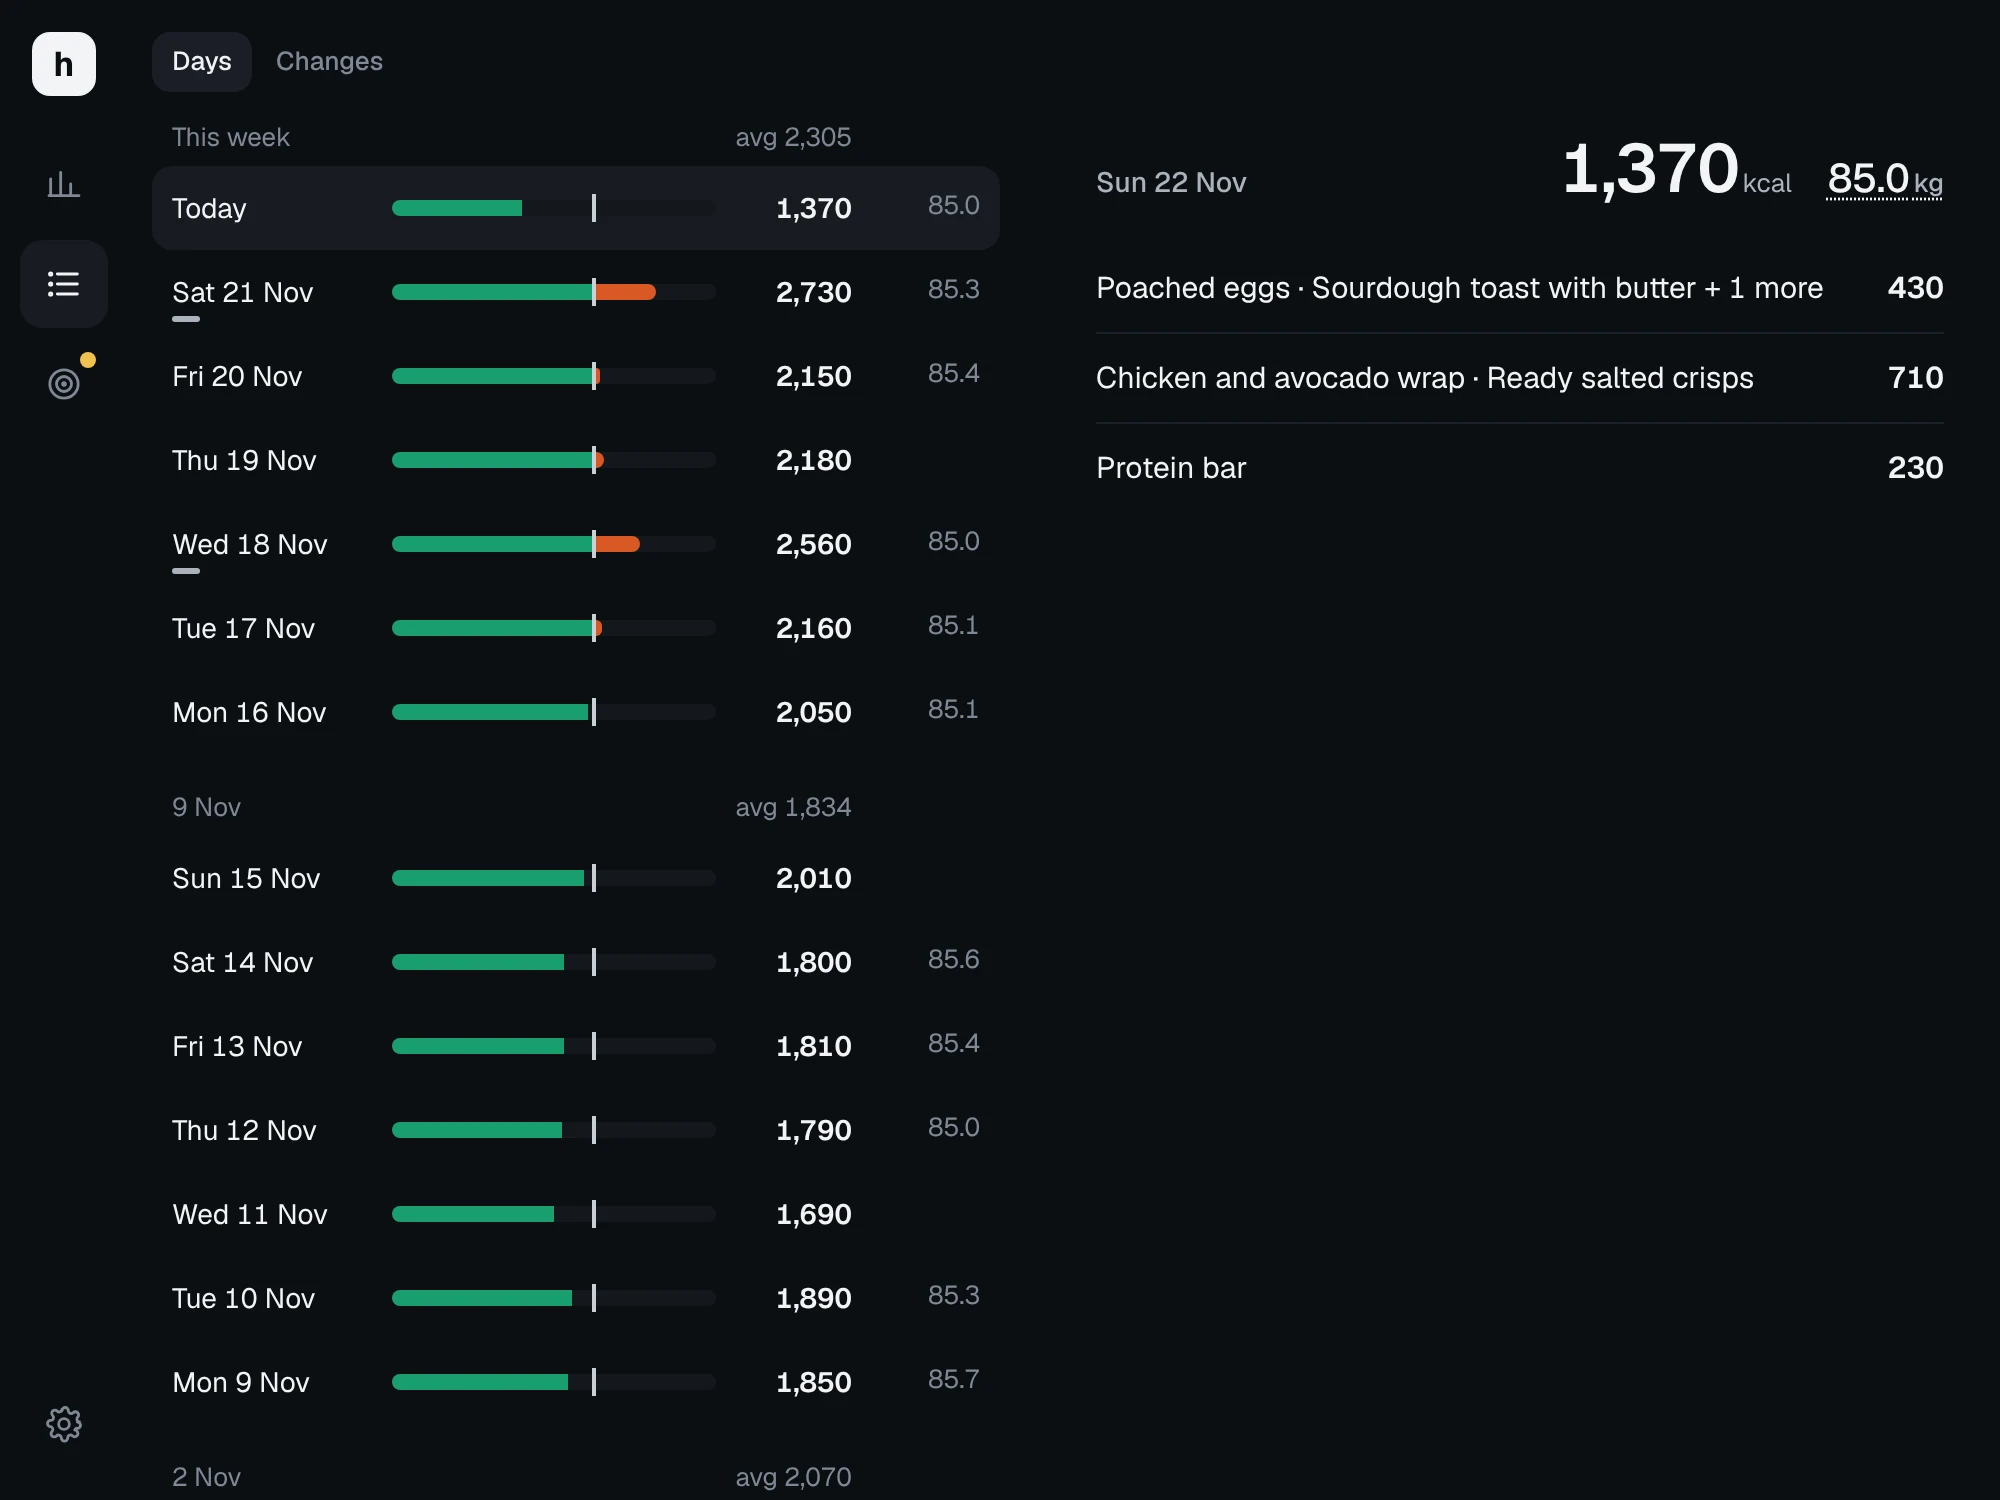 h
Days Changes
This week avg 2,305
Today 1,370 85.0
Sat 21 Nov 2,730 85.3
Fri 20 Nov 2,150 85.4
Thu 19 Nov 2,180
Wed 18 Nov 2,560 85.0
Tue 17 Nov 2,160 85.1
Mon 16 Nov 2,050 85.1
9 Nov avg 1,834
Sun 15 Nov 2,010
Sat 14 Nov 1,800 85.6
Fri 13 Nov 1,810 85.4
Thu 12 Nov 1,790 85.0
Wed 11 Nov 1,690
Tue 10 Nov 1,890 85.3
Mon 9 Nov 1,850 85.7
2 Nov avg 2,070
Sun 22 Nov 1,370 kcal 85.0 kg
Poached eggs · Sourdough toast with butter + 1 more 430
Chicken and avocado wrap · Ready salted crisps 710
Protein bar 230